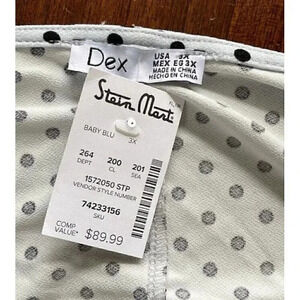 Dex
USA 3X
MEX EG 3X
MADE IN CHINA
HECHO EN CHINA
Stein Mart
BABY BLU
3X
264 200 201
DEPT CL SEA
1572050 STP
VENDOR STYLE NUMBER
74233156
SKU
COMP
VALUE* $89.99